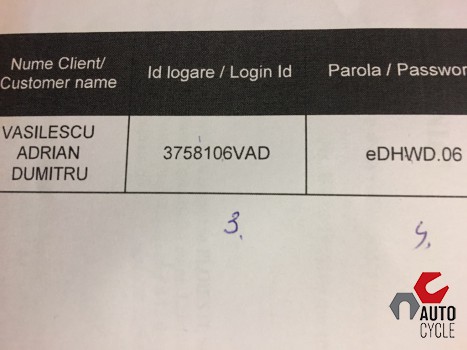 Nume Client/
Customer name
Id logare / Login Id
Parola / Passwor
VASILESCU
ADRIAN
DUMITRU
3758106VAD
eDHWD.06
3.
4.
AUTO
CYCLE